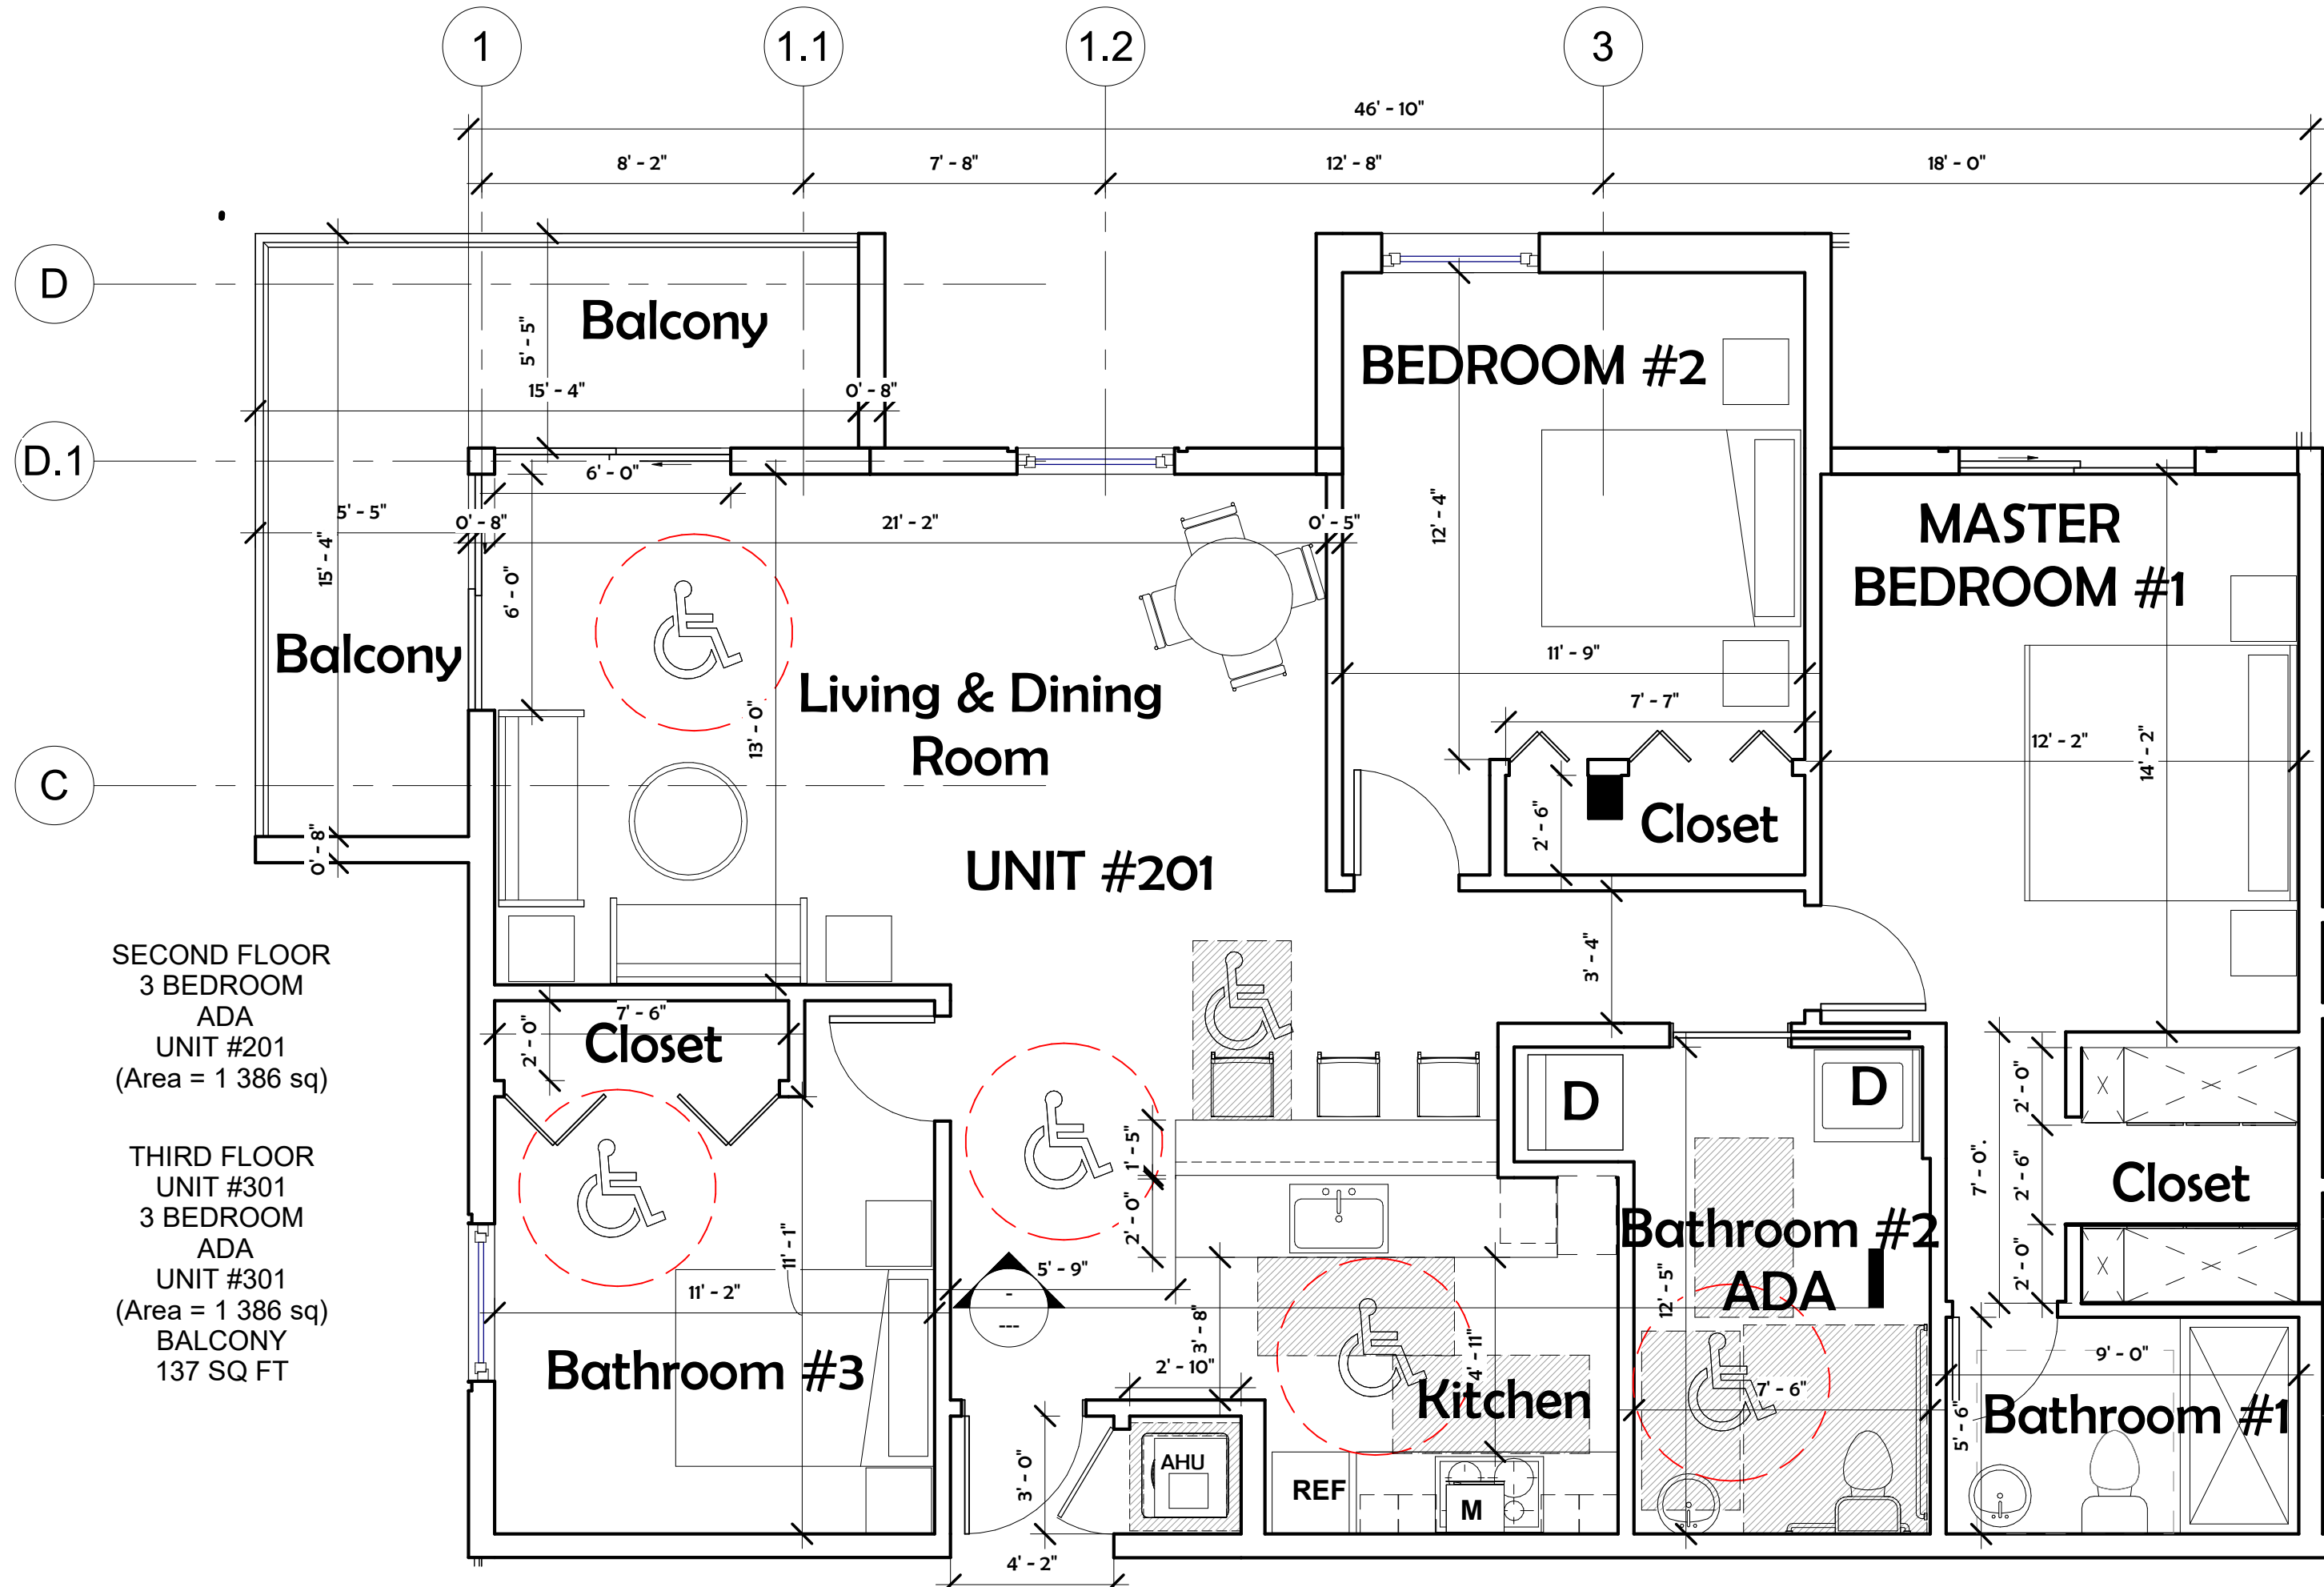 1
1.1
1.2
3
46' - 10"
8' - 2"
7' - 8"
12' - 8"
18' - 0"
D
Balcony
5' - 5"
15' - 4"
0' - 8"
BEDROOM #2
D.1
6' - 0"
5' - 5"
0' - 8"
21' - 2"
0' - 5"
12' - 4"
MASTER
BEDROOM #1
15' - 4"
6' - 0"
Balcony
11' - 9"
Living & Dining
Room
13' - 0"
7' - 7"
12' - 2"
14' - 2"
C
0' - 8"
2' - 6"
Closet
UNIT #201
3' - 4"
SECOND FLOOR
3 BEDROOM
ADA
UNIT #201
(Area = 1 386 sq)
7' - 6"
2' - 0"
Closet
D
D
2' - 0"
1' - 5"
7' - 0".
2' - 6"
Closet
THIRD FLOOR
UNIT #301
3 BEDROOM
ADA
UNIT #301
(Area = 1 386 sq)
BALCONY
137 SQ FT
2' - 0"
Bathroom #2
ADA
11' - 1"
11' - 2"
5' - 9"
-
---
3' - 8"
4' - 11"
12' - 5"
2' - 0"
Bathroom #3
2' - 10"
Kitchen
7' - 6"
9' - 0"
5' - 6"
Bathroom #1
AHU
3' - 0"
REF
M
4' - 2"